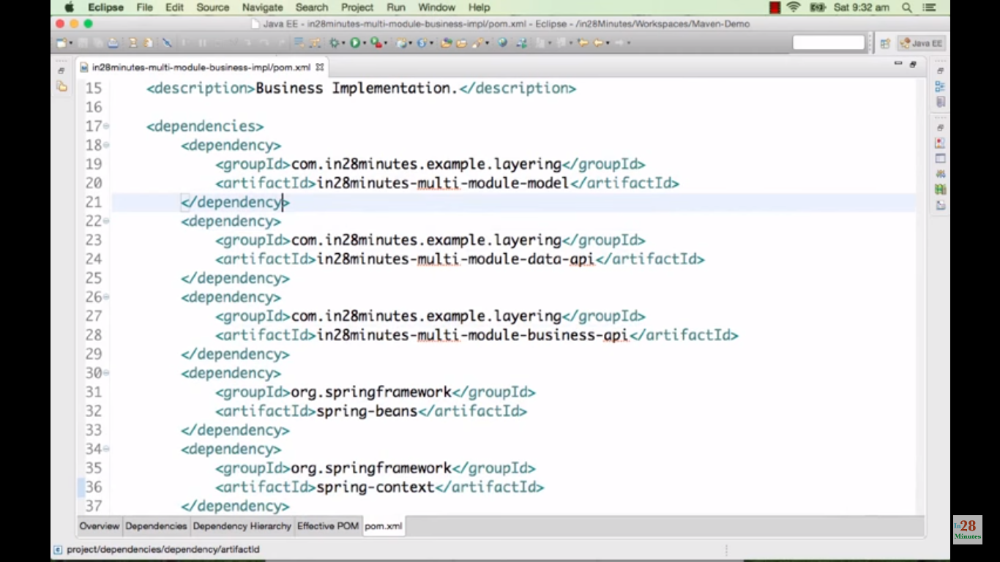 Eclipse File Edit Source Navigate Search Project Run Window Help Sat 9:32 am
Java EE - in28minutes-multi-module-business-impl/pom.xml - Eclipse - /in28Minutes/Workspaces/Maven-Demo
Java EE
in28minutes-multi-module-business-impl/pom.xml
15 <description>Business Implementation.</description>
16
17 <dependencies>
18 <dependency>
19 <groupId>com.in28minutes.example.layering</groupId>
20 <artifactId>in28minutes-multi-module-model</artifactId>
21 </dependency>
22 <dependency>
23 <groupId>com.in28minutes.example.layering</groupId>
24 <artifactId>in28minutes-multi-module-data-api</artifactId>
25 </dependency>
26 <dependency>
27 <groupId>com.in28minutes.example.layering</groupId>
28 <artifactId>in28minutes-multi-module-business-api</artifactId>
29 </dependency>
30 <dependency>
31 <groupId>org.springframework</groupId>
32 <artifactId>spring-beans</artifactId>
33 </dependency>
34 <dependency>
35 <groupId>org.springframework</groupId>
36 <artifactId>spring-context</artifactId>
37 </dependency>
Overview Dependencies Dependency Hierarchy Effective POM pom.xml
project/dependencies/dependency/artifactId
In28
Minutes